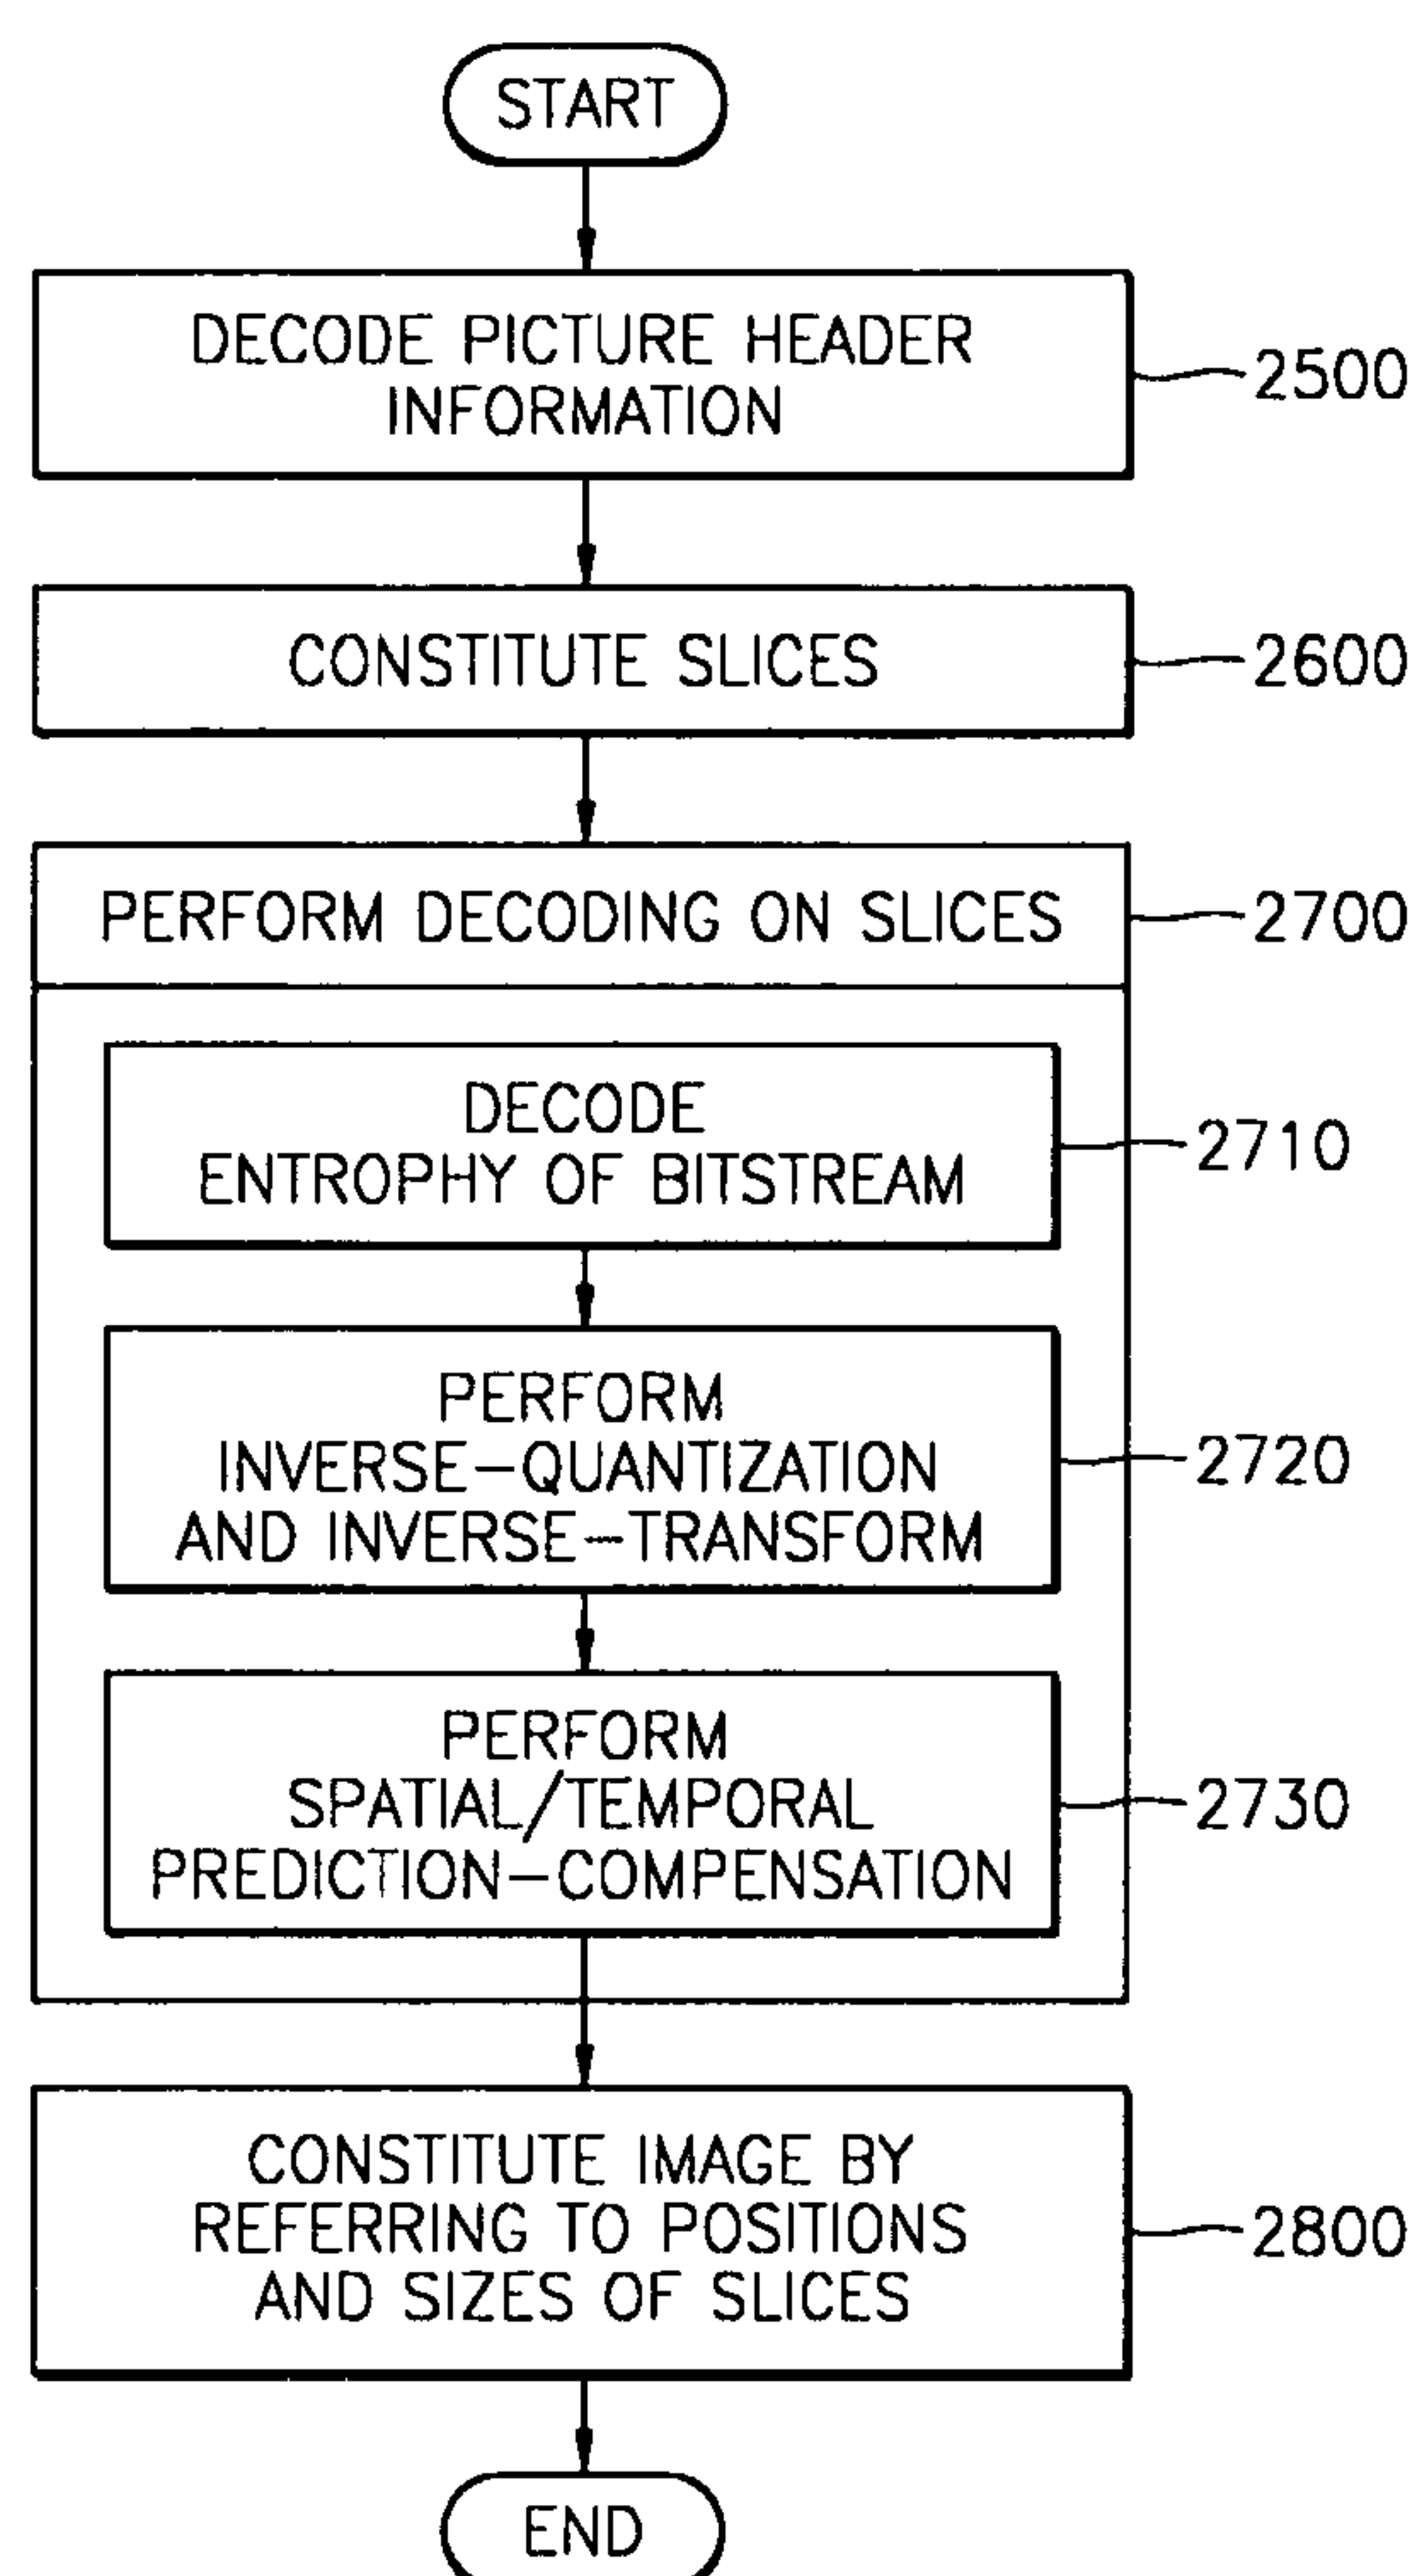 START
DECODE PICTURE HEADER
INFORMATION
2500
CONSTITUTE SLICES
2600
PERFORM DECODING ON SLICES
2700
DECODE
ENTROPHY OF BITSTREAM
2710
PERFORM
INVERSE-QUANTIZATION
AND INVERSE-TRANSFORM
2720
PERFORM
SPATIAL/TEMPORAL
PREDICTION-COMPENSATION
2730
CONSTITUTE IMAGE BY
REFERRING TO POSITIONS
AND SIZES OF SLICES
2800
END